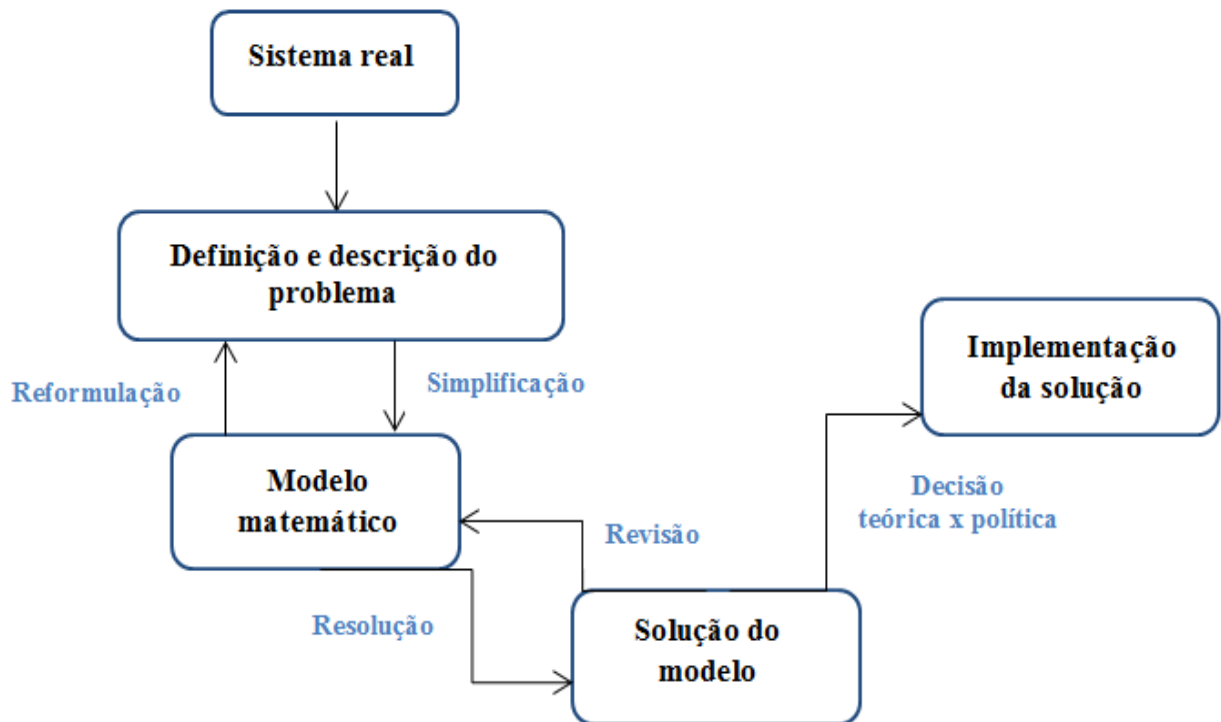 Sistema real
Definição e descrição do
problema
Reformulação
Simplificação
Implementação
da solução
Modelo
matemático
Decisão
teórica x política
Revisão
Resolução
Solução do
modelo